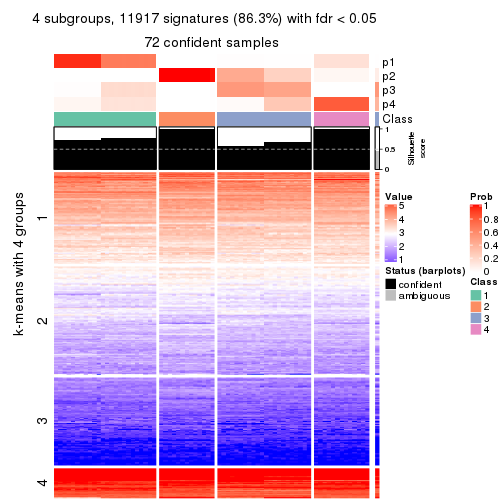 4 subgroups, 11917 signatures (86.3%) with fdr < 0.05
72 confident samples
p1
p2
p3
p4
Class
1
0.5
0
Silhouette
score
k-means with 4 groups
1
2
3
4
Value
5
4
3
2
1
Status (barplots)
confident
ambiguous
Prob
1
0.8
0.6
0.4
0.2
0
Class
1
2
3
4